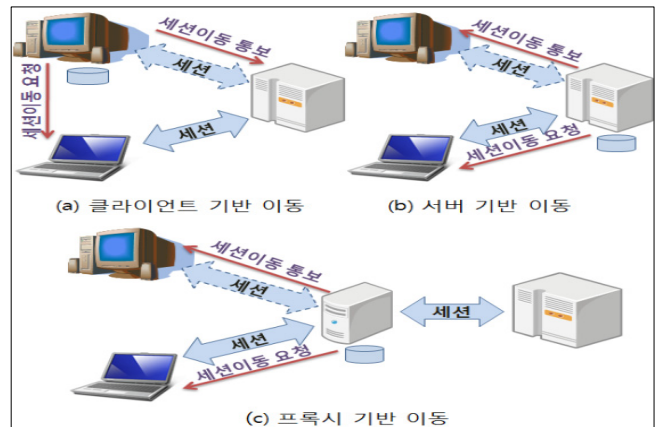 세션이동 통보
세션
세션이동 요청
세션
(a) 클라이언트 기반 이동
세션이동 통보
세션
세션
세션이동 요청
(b) 서버 기반 이동
세션이동 통보
세션
세션
세션
세션이동 요청
(c) 프록시 기반 이동